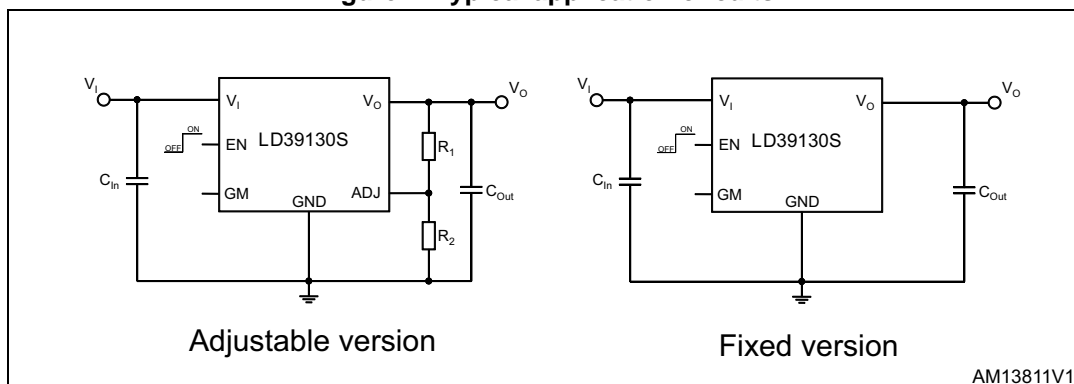 V_I
V_I
V_O
V_O
ON
OFF
EN
LD39130S
R_1
C_In
GM
ADJ
C_Out
GND
R_2
Adjustable version
V_I
V_I
V_O
V_O
ON
OFF
EN
LD39130S
C_In
GM
C_Out
GND
Fixed version
AM13811V1